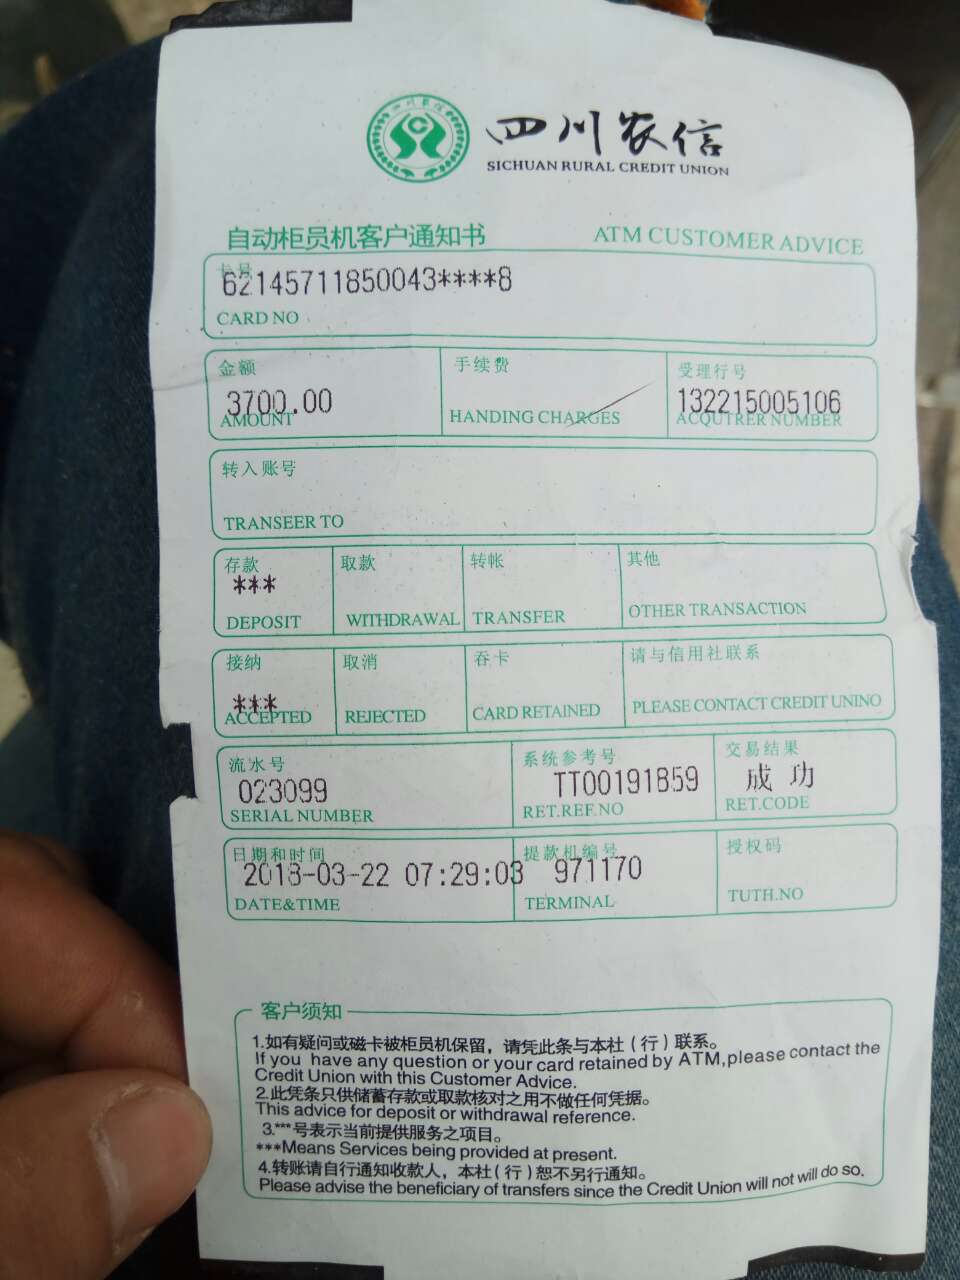 四川农信
SICHUAN RURAL CREDIT UNION
自动柜员机客户通知书 ATM CUSTOMER ADVICE
卡号
62145711850043****8
CARD NO
金额 手续费 受理行号
3700.00 132215005106
AMOUNT HANDING CHARGES ACQUTRER NUMBER
转入账号
TRANSEER TO
存款 取款 转帐 其他
***
DEPOSIT WITHDRAWAL TRANSFER OTHER TRANSACTION
接纳 取消 吞卡 请与信用社联系
***
ACCEPTED REJECTED CARD RETAINED PLEASE CONTACT CREDIT UNINO
流水号 系统参考号 交易结果
023099 TT00191859 成功
SERIAL NUMBER RET.REF.NO RET.CODE
日期和时间 提款机编号 授权码
2018-03-22 07:29:03 971170
DATE&TIME TERMINAL TUTH.NO
客户须知
1.如有疑问或磁卡被柜员机保留，请凭此条与本社（行）联系。
If you have any question or your card retained by ATM,please contact the
Credit Union with this Customer Advice.
2.此凭条只供储蓄存款或取款核对之用不做任何凭据。
This advice for deposit or withdrawal reference.
3.***号表示当前提供服务之项目。
***Means Services being provided at present.
4.转账请自行通知收款人，本社（行）恕不另行通知。
Please advise the beneficiary of transfers since the Credit Union will not will do so.